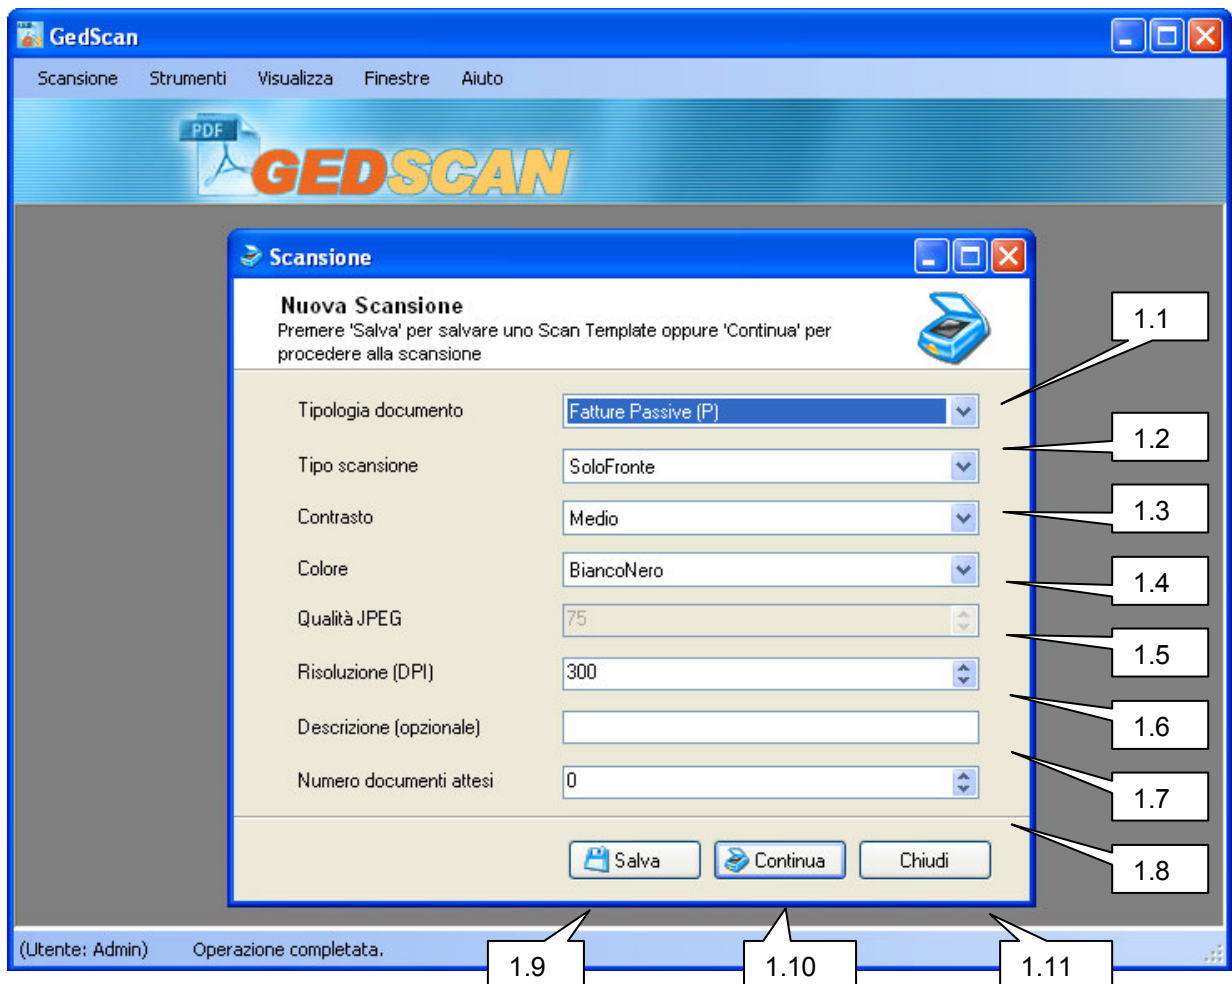 GedScan
Scansione Strumenti Visualizza Finestre Aiuto
PDF
GEDSCAN
Scansione
Nuova Scansione
Premere 'Salva' per salvare uno Scan Template oppure 'Continua' per
procedere alla scansione
1.1
Tipologia documento Fatture Passive (P)
1.2
Tipo scansione SoloFronte
1.3
Contrasto Medio
Colore BiancoNero
1.4
Qualità JPEG 75
1.5
Risoluzione (DPI) 300
1.6
Descrizione (opzionale)
Numero documenti attesi 0
1.7
Salva Continua Chiudi
1.8
(Utente: Admin) Operazione completata.
1.9 1.10 1.11